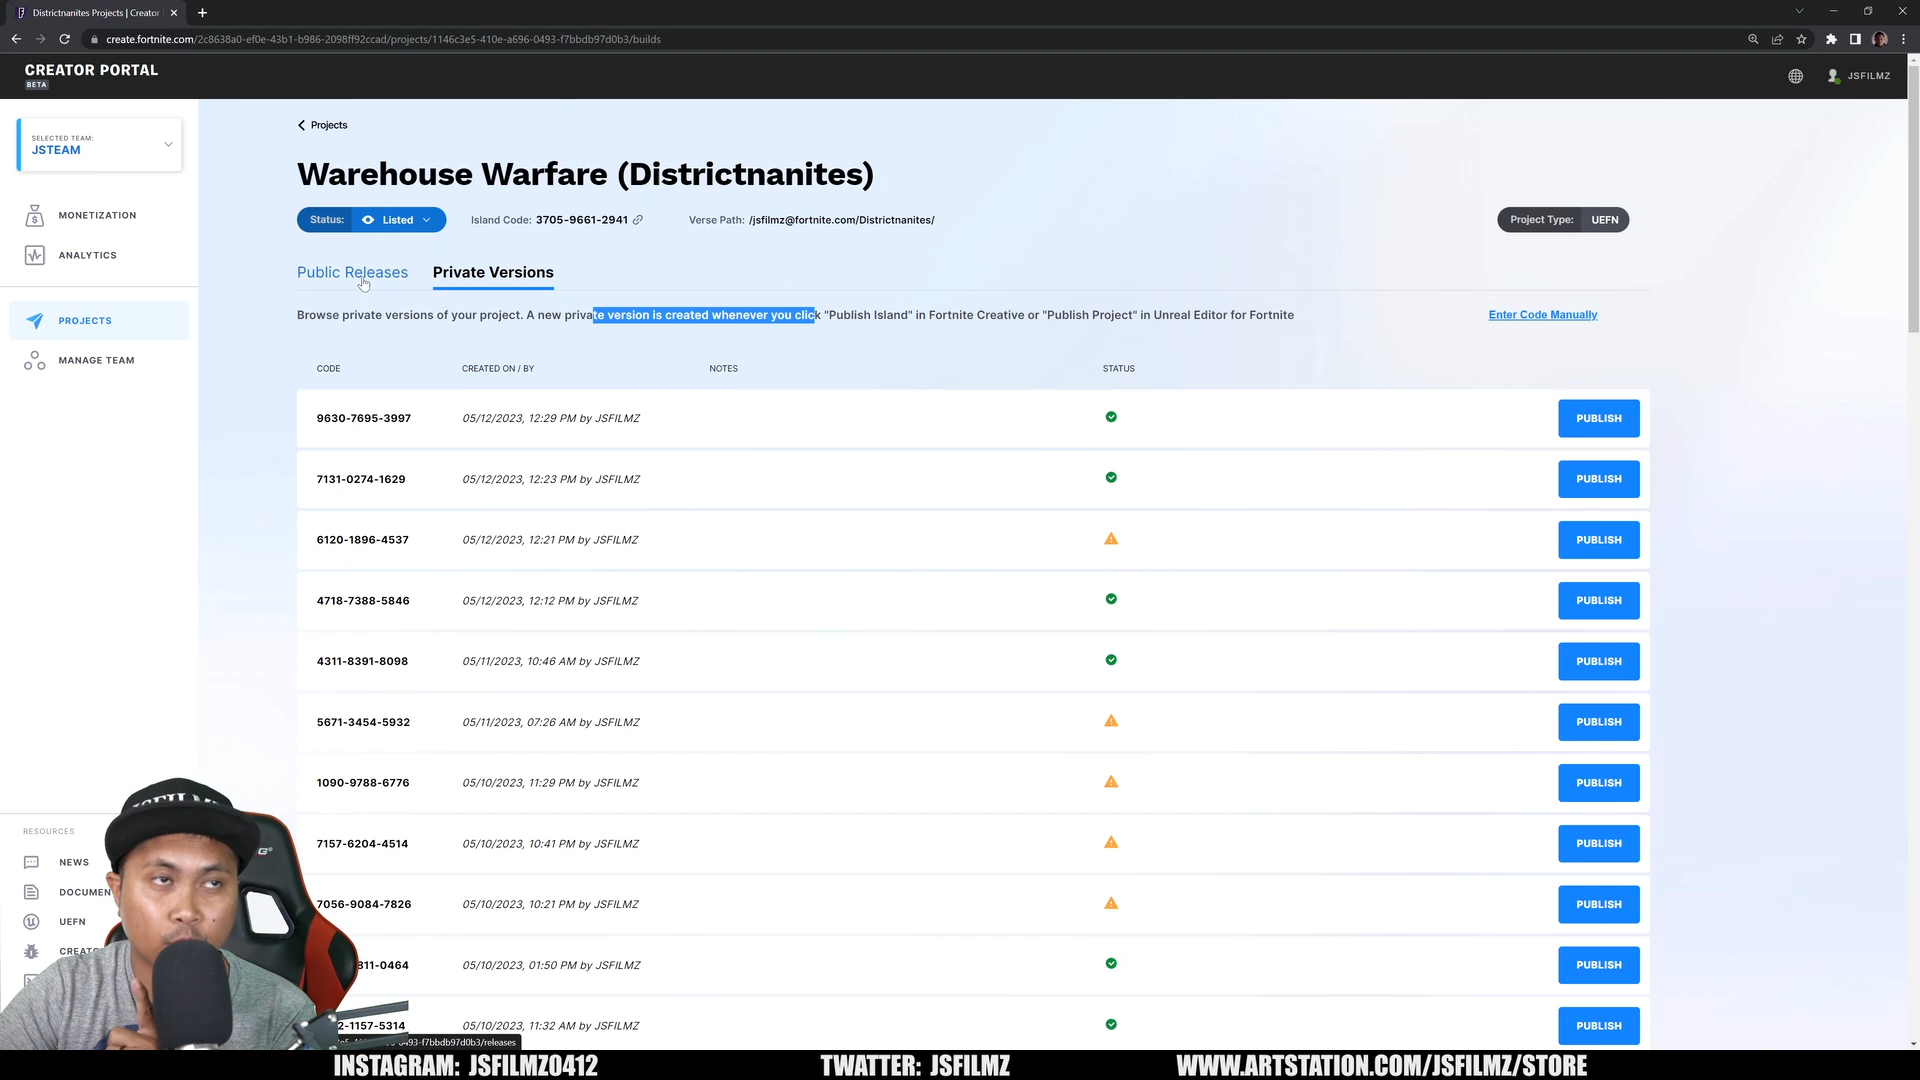 Districtnanites Projects | Creator
create.fortnite.com/2c8638a0-ef0e-43b1-b986-2098ff92ccad/projects/1146c3e5-410e-a696-0493-f7bbdb97d0b3/builds
CREATOR PORTAL
BETA
JSFILMZ
SELECTED TEAM:
JSTEAM
MONETIZATION
ANALYTICS
PROJECTS
MANAGE TEAM
Projects
Warehouse Warfare (Districtnanites)
Status: Listed Island Code: 3705-9661-2941 Verse Path: /jsfilmz@fortnite.com/Districtnanites/ Project Type: UEFN
Public Releases Private Versions
Browse private versions of your project. A new private version is created whenever you click "Publish Island" in Fortnite Creative or "Publish Project" in Unreal Editor for Fortnite Enter Code Manually
CODE CREATED ON / BY NOTES STATUS
9630-7695-3997 05/12/2023, 12:29 PM by JSFILMZ PUBLISH
7131-0274-1629 05/12/2023, 12:23 PM by JSFILMZ PUBLISH
6120-1896-4537 05/12/2023, 12:21 PM by JSFILMZ PUBLISH
4718-7388-5846 05/12/2023, 12:12 PM by JSFILMZ PUBLISH
4311-8391-8098 05/11/2023, 10:46 AM by JSFILMZ PUBLISH
5671-3454-5932 05/11/2023, 07:26 AM by JSFILMZ PUBLISH
1090-9788-6776 05/10/2023, 11:29 PM by JSFILMZ PUBLISH
7157-6204-4514 05/10/2023, 10:41 PM by JSFILMZ PUBLISH
7056-9084-7826 05/10/2023, 10:21 PM by JSFILMZ PUBLISH
311-0464 05/10/2023, 01:50 PM by JSFILMZ PUBLISH
2-1157-5314 05/10/2023, 11:32 AM by JSFILMZ PUBLISH
RESOURCES
NEWS
DOCUMEN
UEFN
CREATO
JSFILMZ
-0493-f7bbdb97d0b3/releases
INSTAGRAM: JSFILMZ0412 TWATTER: JSFILMZ WWW.ARTSTATION.COM/JSFILMZ/STORE